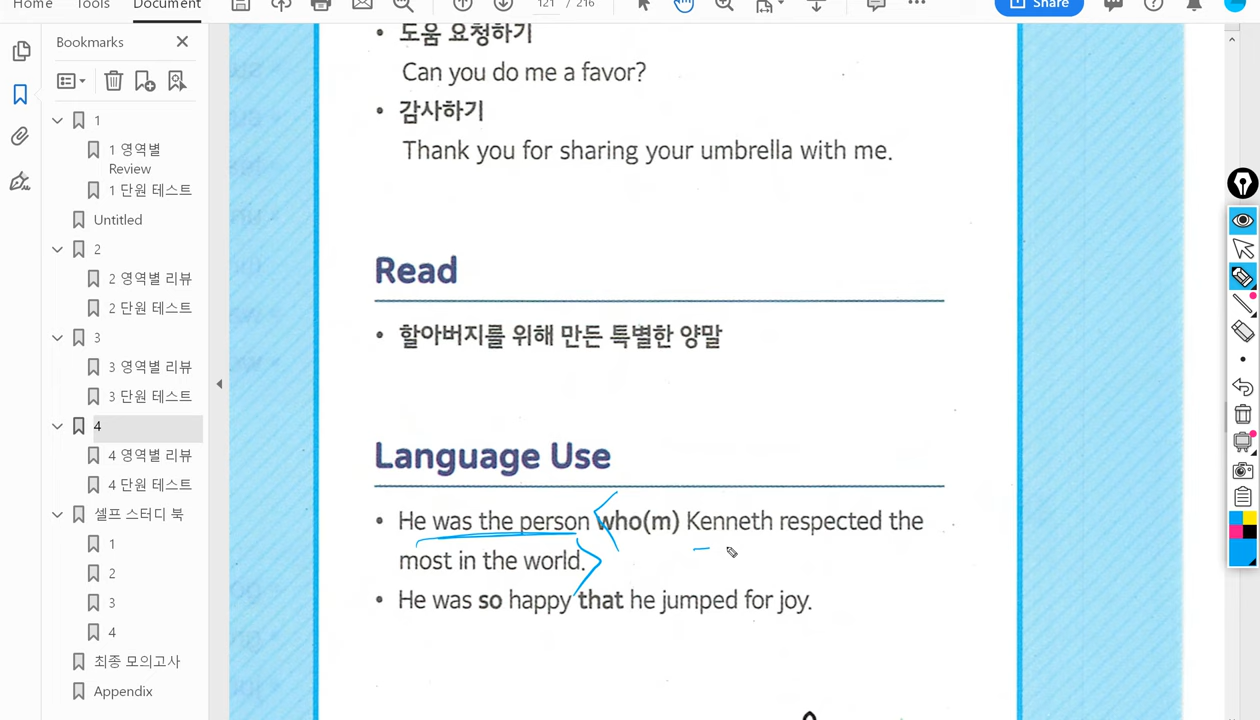 Home Tools Document 121 / 216 Share
Bookmarks
1
1 영역별
Review
1 단원 테스트
Untitled
2
2 영역별 리뷰
2 단원 테스트
3
3 영역별 리뷰
3 단원 테스트
4
4 영역별 리뷰
4 단원 테스트
셀프 스터디 북
1
2
3
4
최종 모의고사
Appendix
• 도움 요청하기
Can you do me a favor?
• 감사하기
Thank you for sharing your umbrella with me.
Read
• 할아버지를 위해 만든 특별한 양말
Language Use
• He was the person who(m) Kenneth respected the
most in the world.
• He was so happy that he jumped for joy.